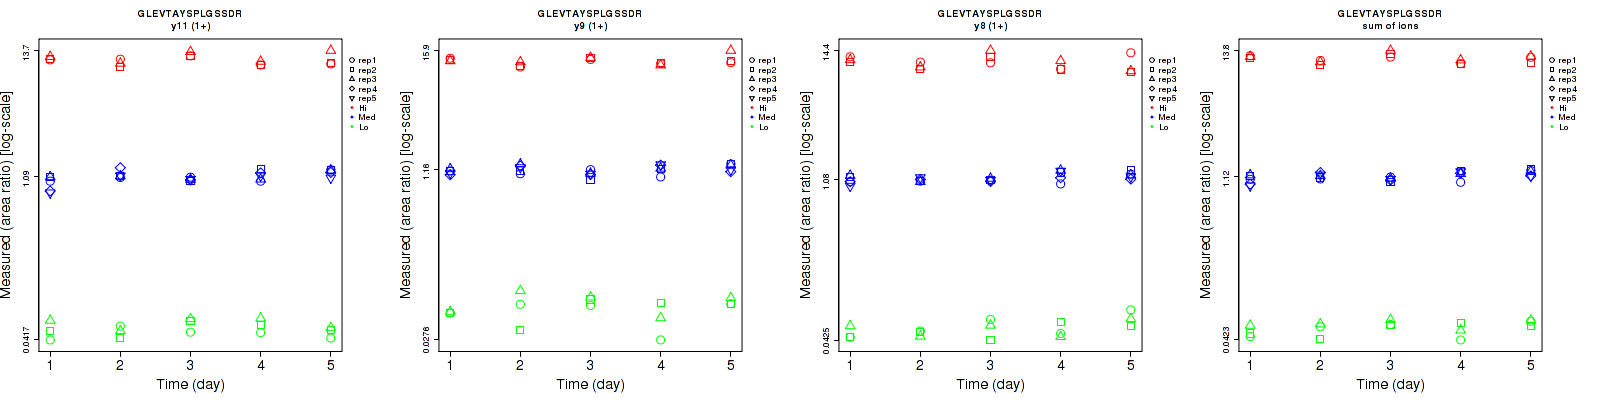 GLEVTAYSPLGSSDR
y11 (1+)
Measured (area ratio) [log-scale]
13.7
1.09
0.0417
1 2 3 4 5
Time (day)
rep1
rep2
rep3
rep4
rep5
Hi
Med
Lo
GLEVTAYSPLGSSDR
y9 (1+)
Measured (area ratio) [log-scale]
15.9
1.16
0.0276
1 2 3 4 5
Time (day)
rep1
rep2
rep3
rep4
rep5
Hi
Med
Lo
GLEVTAYSPLGSSDR
y8 (1+)
Measured (area ratio) [log-scale]
14.4
1.08
0.0425
1 2 3 4 5
Time (day)
rep1
rep2
rep3
rep4
rep5
Hi
Med
Lo
GLEVTAYSPLGSSDR
sum of ions
Measured (area ratio) [log-scale]
13.8
1.12
0.0423
1 2 3 4 5
Time (day)
rep1
rep2
rep3
rep4
rep5
Hi
Med
Lo